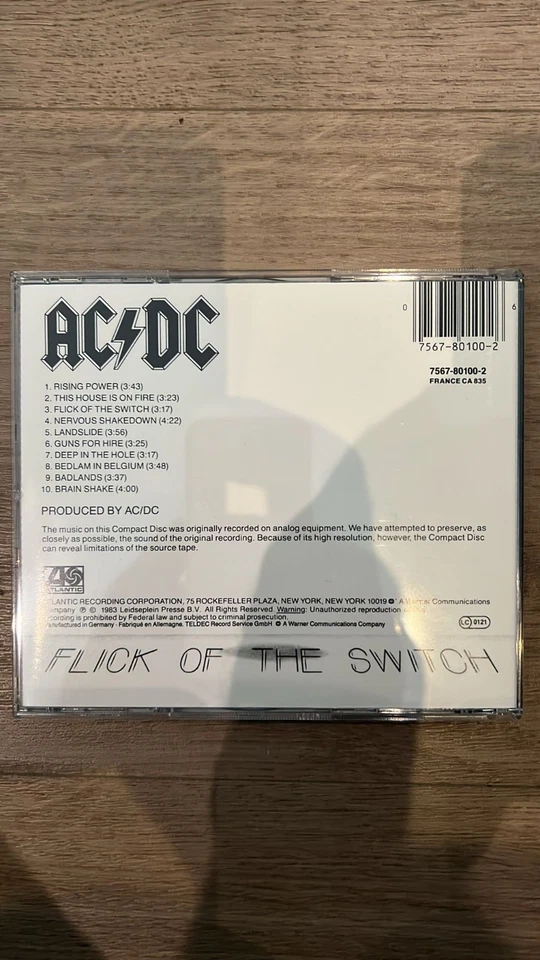 AC DC
0 6
7567-80100-2
7567-80100-2
FRANCE CA 835
1. RISING POWER (3:43)
2. THIS HOUSE IS ON FIRE (3:23)
3. FLICK OF THE SWITCH (3:17)
4. NERVOUS SHAKEDOWN (4:22)
5. LANDSLIDE (3:56)
6. GUNS FOR HIRE (3:25)
7. DEEP IN THE HOLE (3:17)
8. BEDLAM IN BELGIUM (3:48)
9. BADLANDS (3:37)
10. BRAIN SHAKE (4:00)
PRODUCED BY AC/DC
The music on this Compact Disc was originally recorded on analog equipment. We have attempted to preserve, as
closely as possible, the sound of the original recording. Because of its high resolution, however, the Compact Disc
can reveal limitations of the source tape.
ATLANTIC
ATLANTIC RECORDING CORPORATION, 75 ROCKEFELLER PLAZA, NEW YORK, NEW YORK 10019 A Warner Communications
Company ℗ © 1983 Leidseplein Presse B.V. All Rights Reserved. Warning: Unauthorized reproduction
recording is prohibited by Federal law and subject to criminal prosecution.
Manufactured in Germany · Fabriqué en Allemagne. TELDEC Record Service GmbH A Warner Communications Company
LC 0121
FLICK OF THE SWITCH